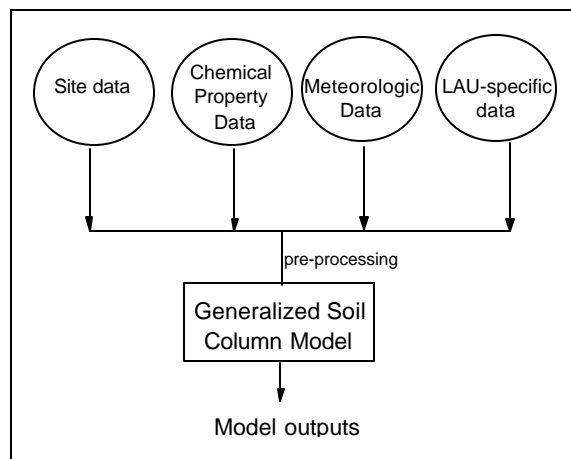 Site data
Chemical
Property
Data
Meteorologic
Data
LAU-specific
data
pre-processing
Generalized Soil
Column Model
Model outputs